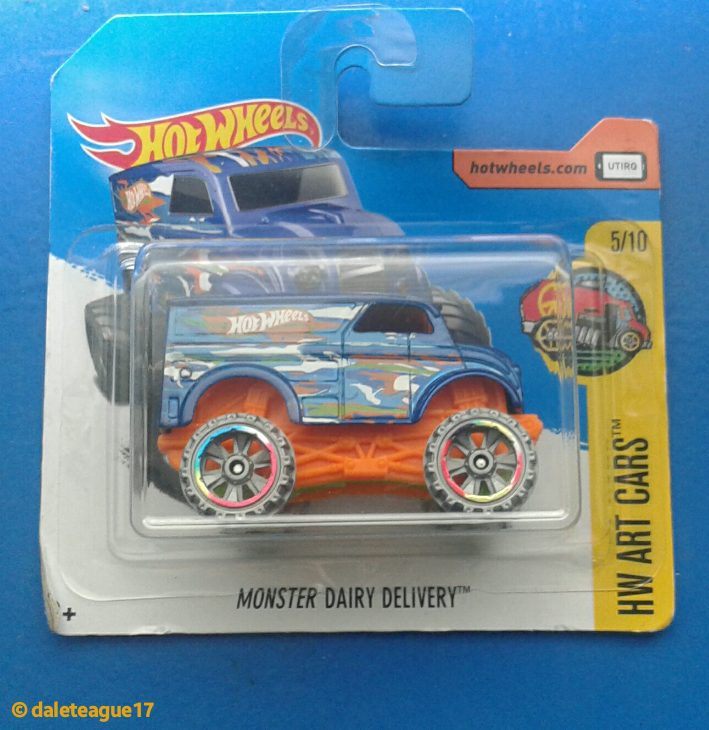 HOT WHEELS
hotwheels.com UTIRQ
5/10
HOT WHEELS
HW ART CARS™
MONSTER DAIRY DELIVERY™
+
© daleteague17